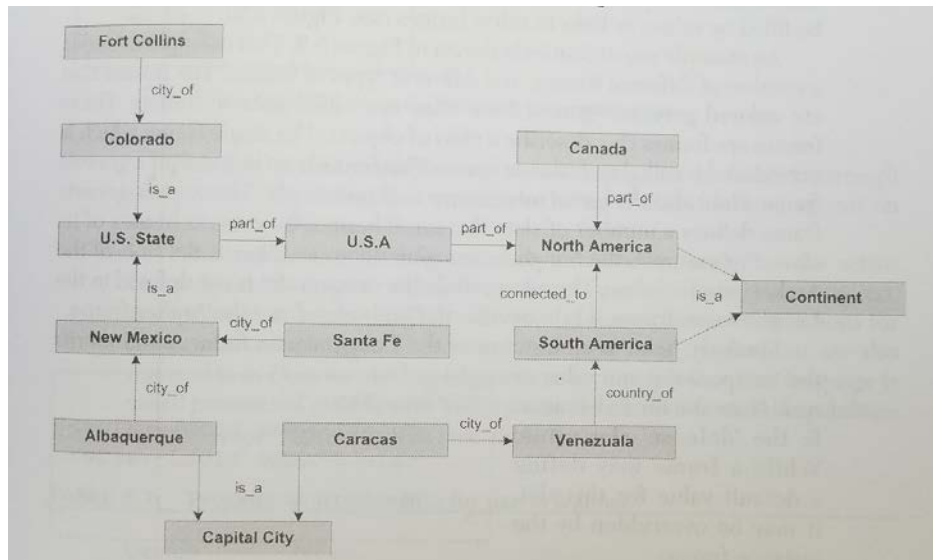 Fort Collins
city_of
Colorado
Canada
is_a
part_of
U.S. State
part_of
U.S.A
part_of
North America
is_a
connected_to
is_a
Continent
New Mexico
city_of
Santa Fe
South America
city_of
country_of
Albaquerque
Caracas
city_of
Venezuala
is_a
Capital City